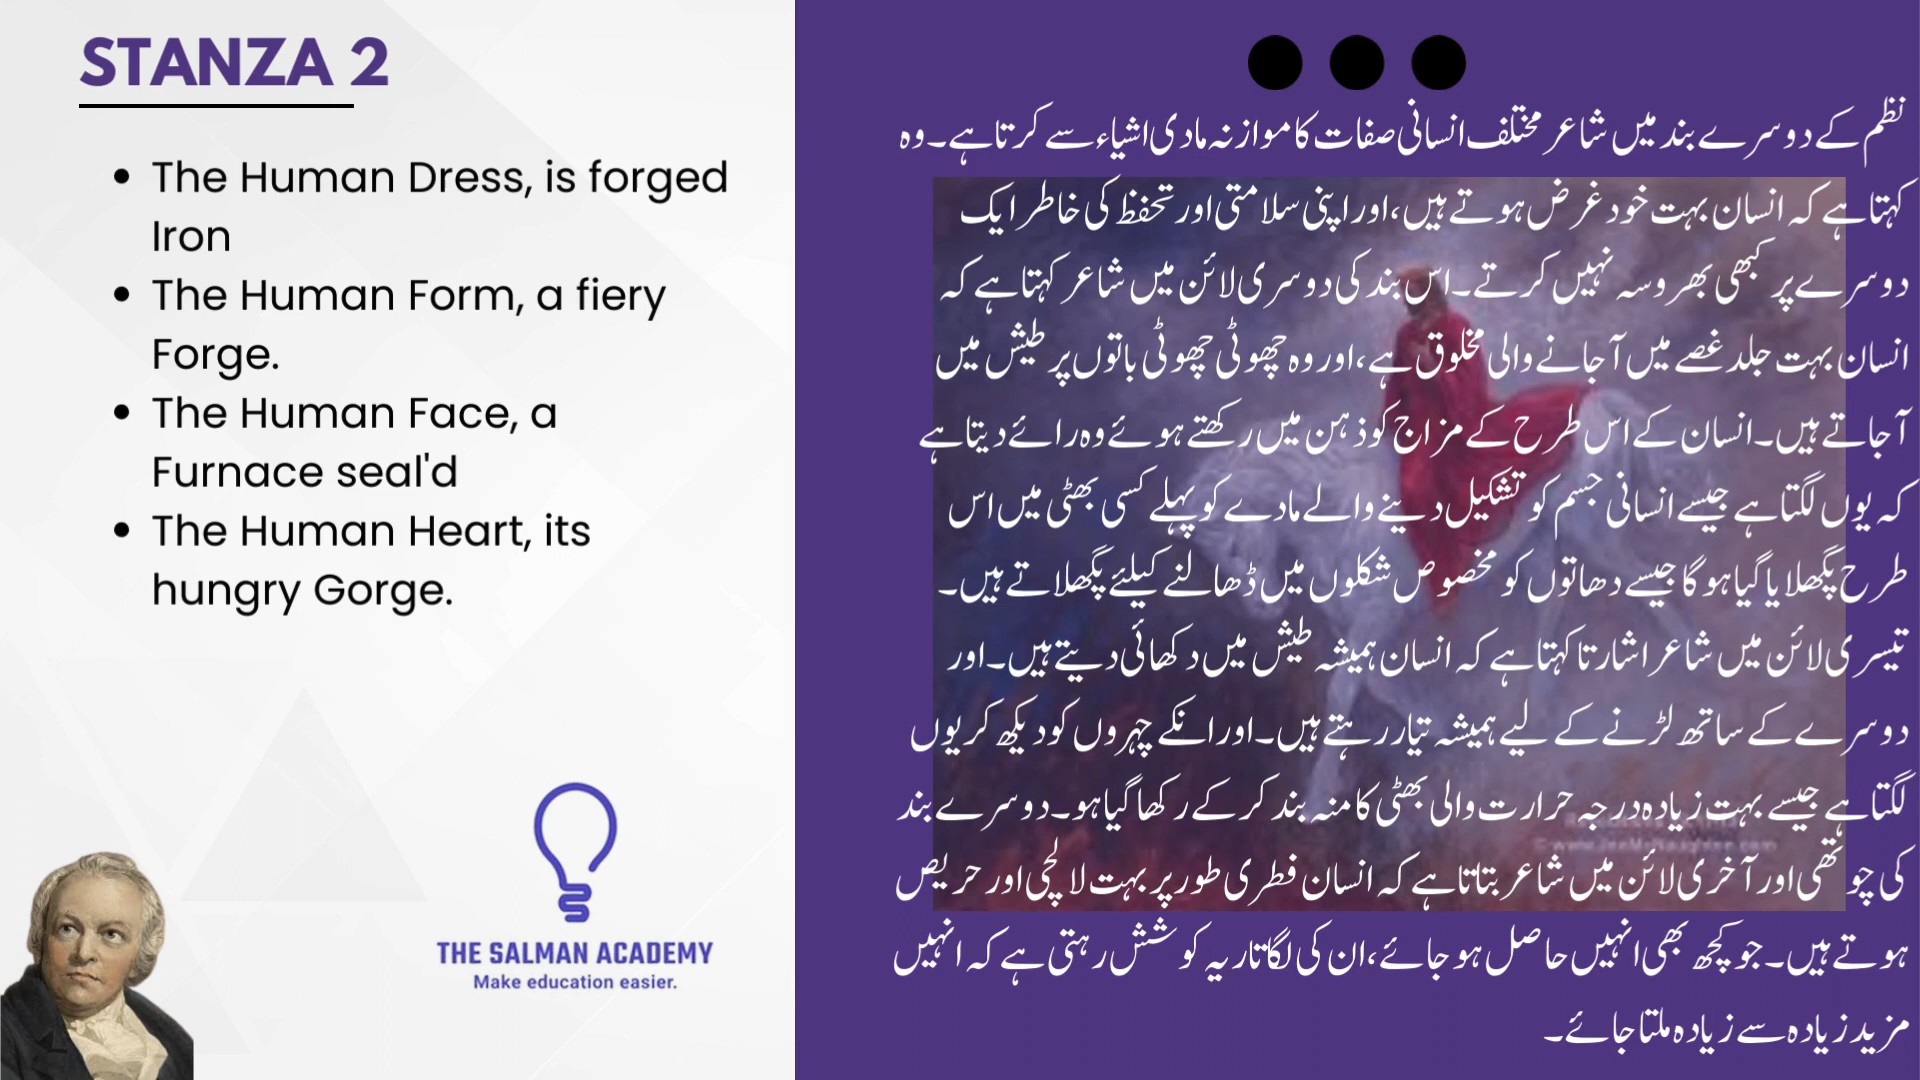 STANZA 2
The Human Dress, is forged
Iron
The Human Form, a fiery
Forge.
The Human Face, a
Furnace seal'd
The Human Heart, its
hungry Gorge.
THE SALMAN ACADEMY
Make education easier.
نظم کے دوسرے بند میں شاعر مختلف انسانی صفات کا موازنہ مادی اشیاء سے کرتا ہے۔ وہ
کہتا ہے کہ انسان بہت خود غرض ہوتے ہیں، اور اپنی سلامتی اور تحفظ کی خاطر ایک
دوسرے پر کبھی بھروسہ نہیں کرتے۔ اس بند کی دوسری لائن میں شاعر کہتا ہے کہ
انسان بہت جلد غصے میں آ جانے والی مخلوق ہے، اور وہ چھوٹی چھوٹی باتوں پر طیش میں
آ جاتے ہیں۔ انسان کے اس طرح کے مزاج کو ذہن میں رکھتے ہوئے وہ رائے دیتا ہے
کہ یوں لگتا ہے جیسے انسانی جسم کو تشکیل دینے والے مادے کو پہلے کسی بھٹی میں اس
طرح پگھلایا گیا ہو گا جیسے دھاتوں کو مخصوص شکلوں میں ڈھالنے کیلئے پگھلاتے ہیں۔
تیسری لائن میں شاعر اشارتا کہتا ہے کہ انسان ہمیشہ طیش میں دکھائی دیتے ہیں۔ اور
دوسرے کے ساتھ لڑنے کے لیے ہمیشہ تیار رہتے ہیں۔ اور انکے چہروں کو دیکھ کر یوں
لگتا ہے جیسے بہت زیادہ درجہ حرارت والی بھٹی کا منہ بند کر کے رکھا گیا ہو۔ دوسرے بند
کی چوتھی اور آخری لائن میں شاعر بتاتا ہے کہ انسان فطری طور پر بہت لالچی اور حریص
ہوتے ہیں۔ جو کچھ بھی انہیں حاصل ہو جائے، ان کی لگاتار یہ کوشش رہتی ہے کہ انہیں
مزید زیادہ سے زیادہ ملتا جائے۔